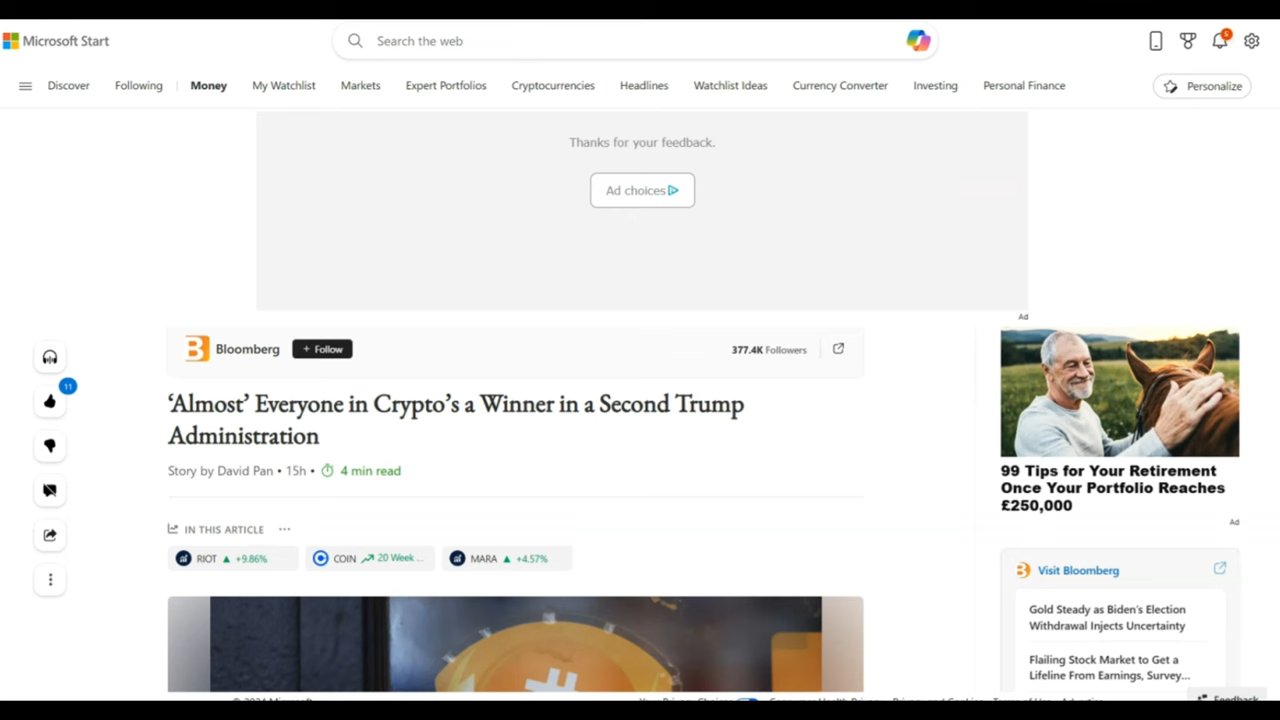 Microsoft Start
Search the web
5
Discover
Following
Money
My Watchlist
Markets
Expert Portfolios
Cryptocurrencies
Headlines
Watchlist Ideas
Currency Converter
Investing
Personal Finance
Personalize
Thanks for your feedback.
Ad choices
Ad
Bloomberg
+ Follow
377.4K Followers
11
‘Almost’ Everyone in Crypto’s a Winner in a Second Trump
Administration
Story by David Pan • 15h •
4 min read
IN THIS ARTICLE ...
RIOT ▲ +9.86%
COIN 20 Week ...
MARA ▲ +4.57%
99 Tips for Your Retirement
Once Your Portfolio Reaches
£250,000
Ad
Visit Bloomberg
Gold Steady as Biden’s Election
Withdrawal Injects Uncertainty
Flailing Stock Market to Get a
Lifeline From Earnings, Survey...
Feedback